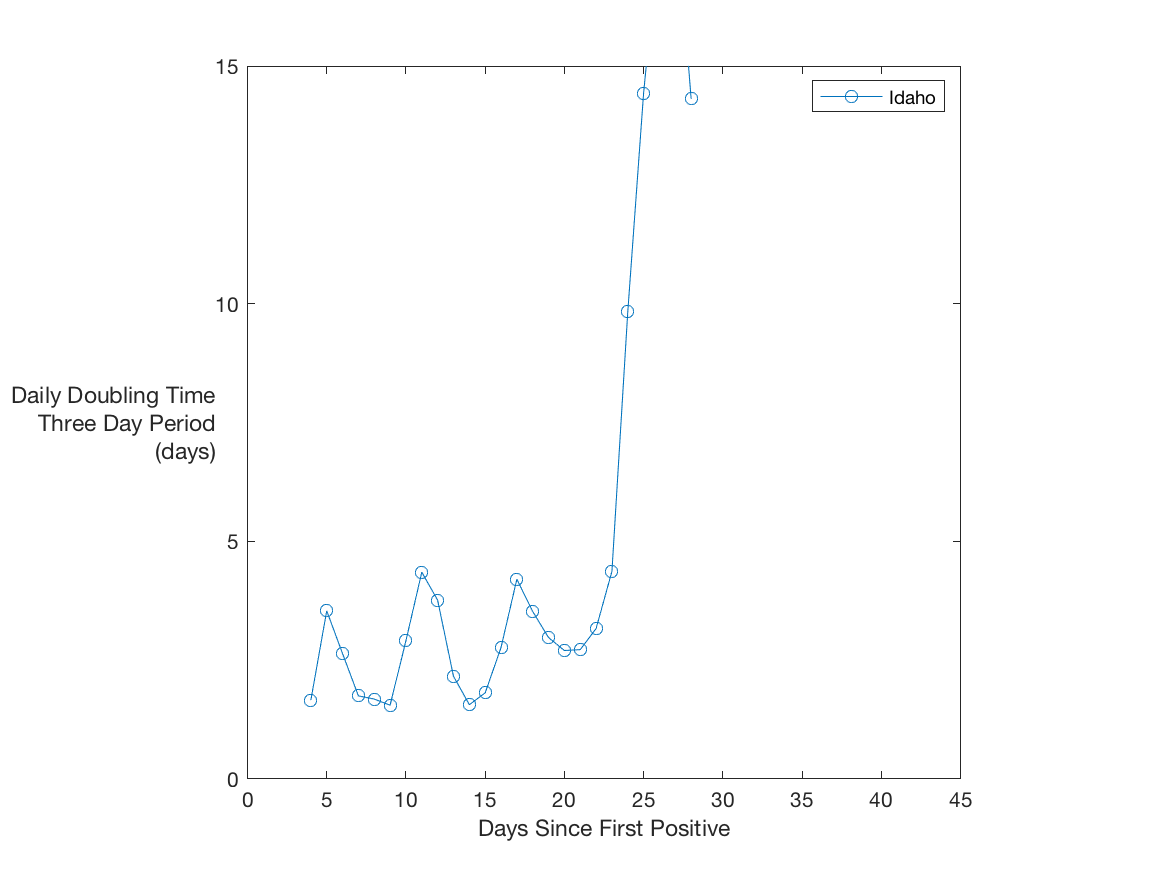 15
Idaho
10
Daily Doubling Time
Three Day Period
(days)
5
0
0 5 10 15 20 25 30 35 40 45
Days Since First Positive